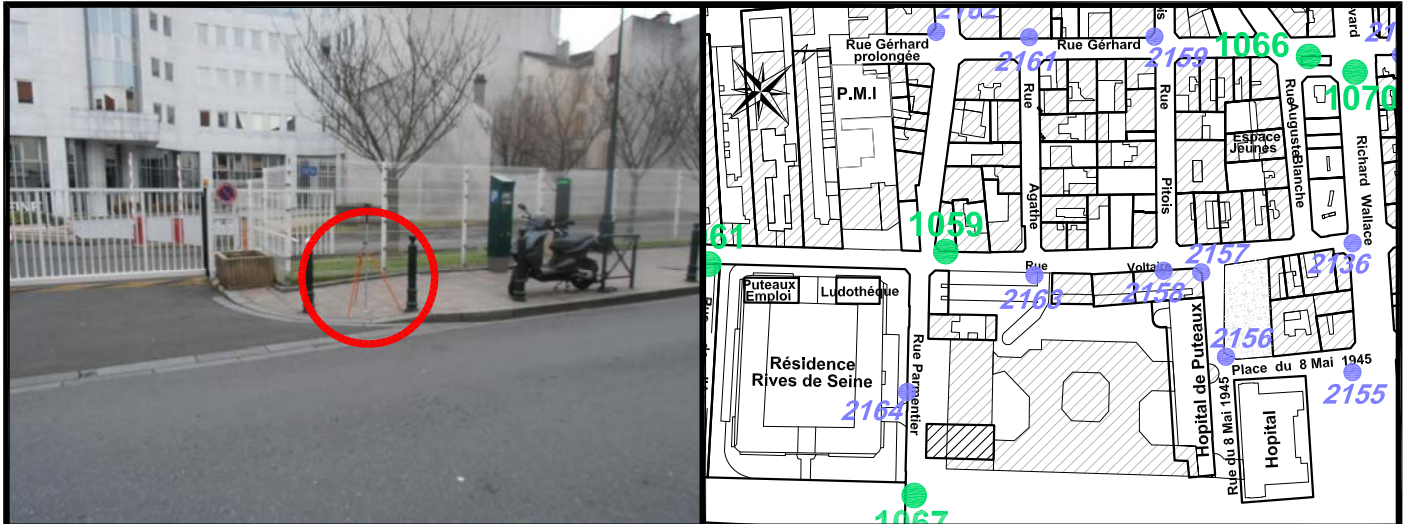 2162
Rue Gérhard
prolongée
2161
Rue Gérhard
2159
1066
1070
P.M.I
Rue
Agathe
Rue
Pitois
Rue Auguste Blanche
Espace
Jeunes
Richard Wallace
1059
61
Rue
Voltaire
2157
2163
2158
2136
Puteaux
Emploi
Ludothéque
Résidence
Rives de Seine
Rue Parmentier
2164
Hopital de Puteaux
2156
Place du 8 Mai 1945
2155
Rue du 8 Mai 1945
Hopital
1067